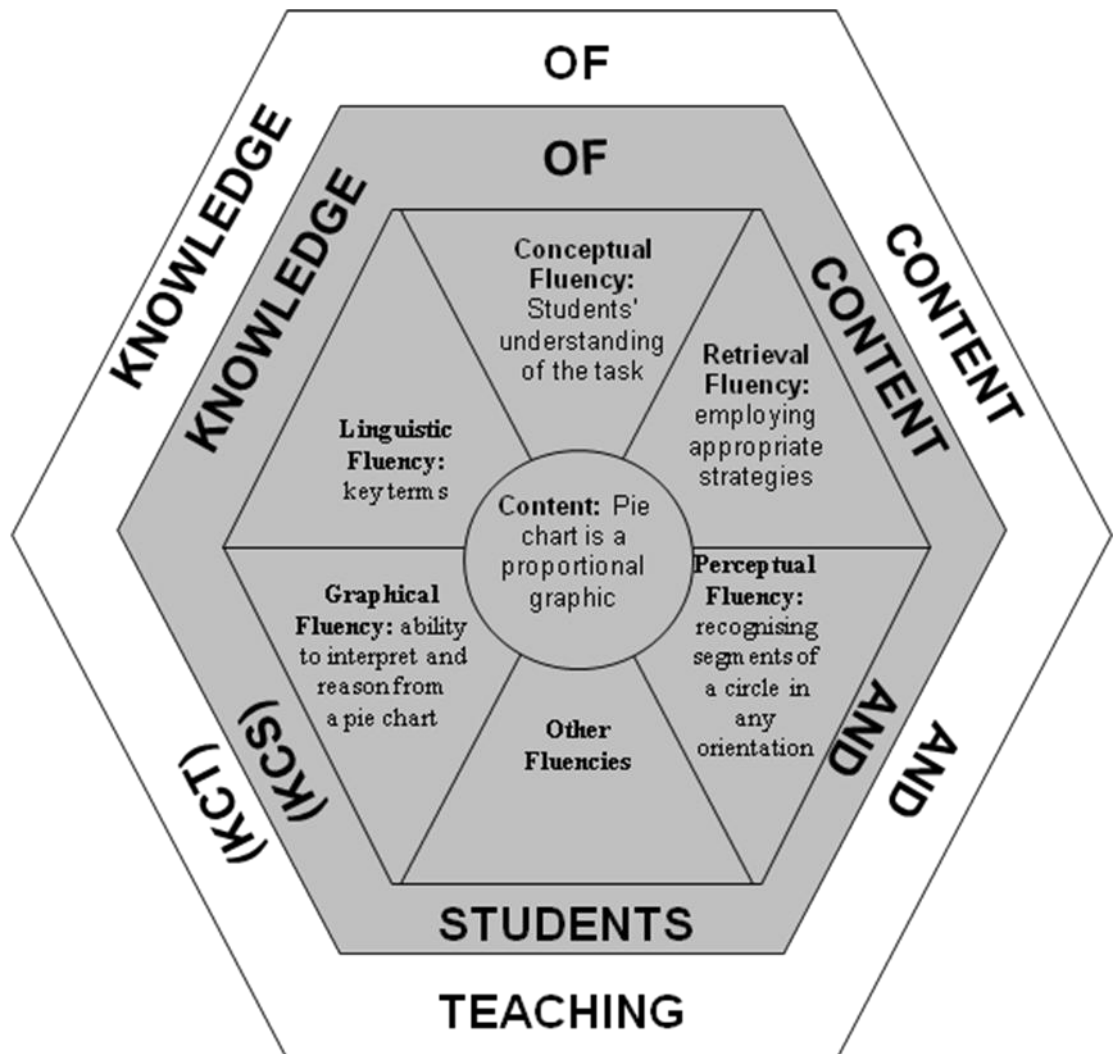 KNOWLEDGE
OF
CONTENT
AND
TEACHING
(KCT)
KNOWLEDGE
OF
CONTENT
AND
STUDENTS
(KCS)
Conceptual
Fluency:
Students'
understanding
of the task
Retrieval
Fluency:
employing
appropriate
strategies
Linguistic
Fluency:
key terms
Content: Pie
chart is a
proportional
graphic
Perceptual
Fluency:
recognising
segments of
a circle in
any
orientation
Graphical
Fluency: ability
to interpret and
reason from
a pie chart
Other
Fluencies